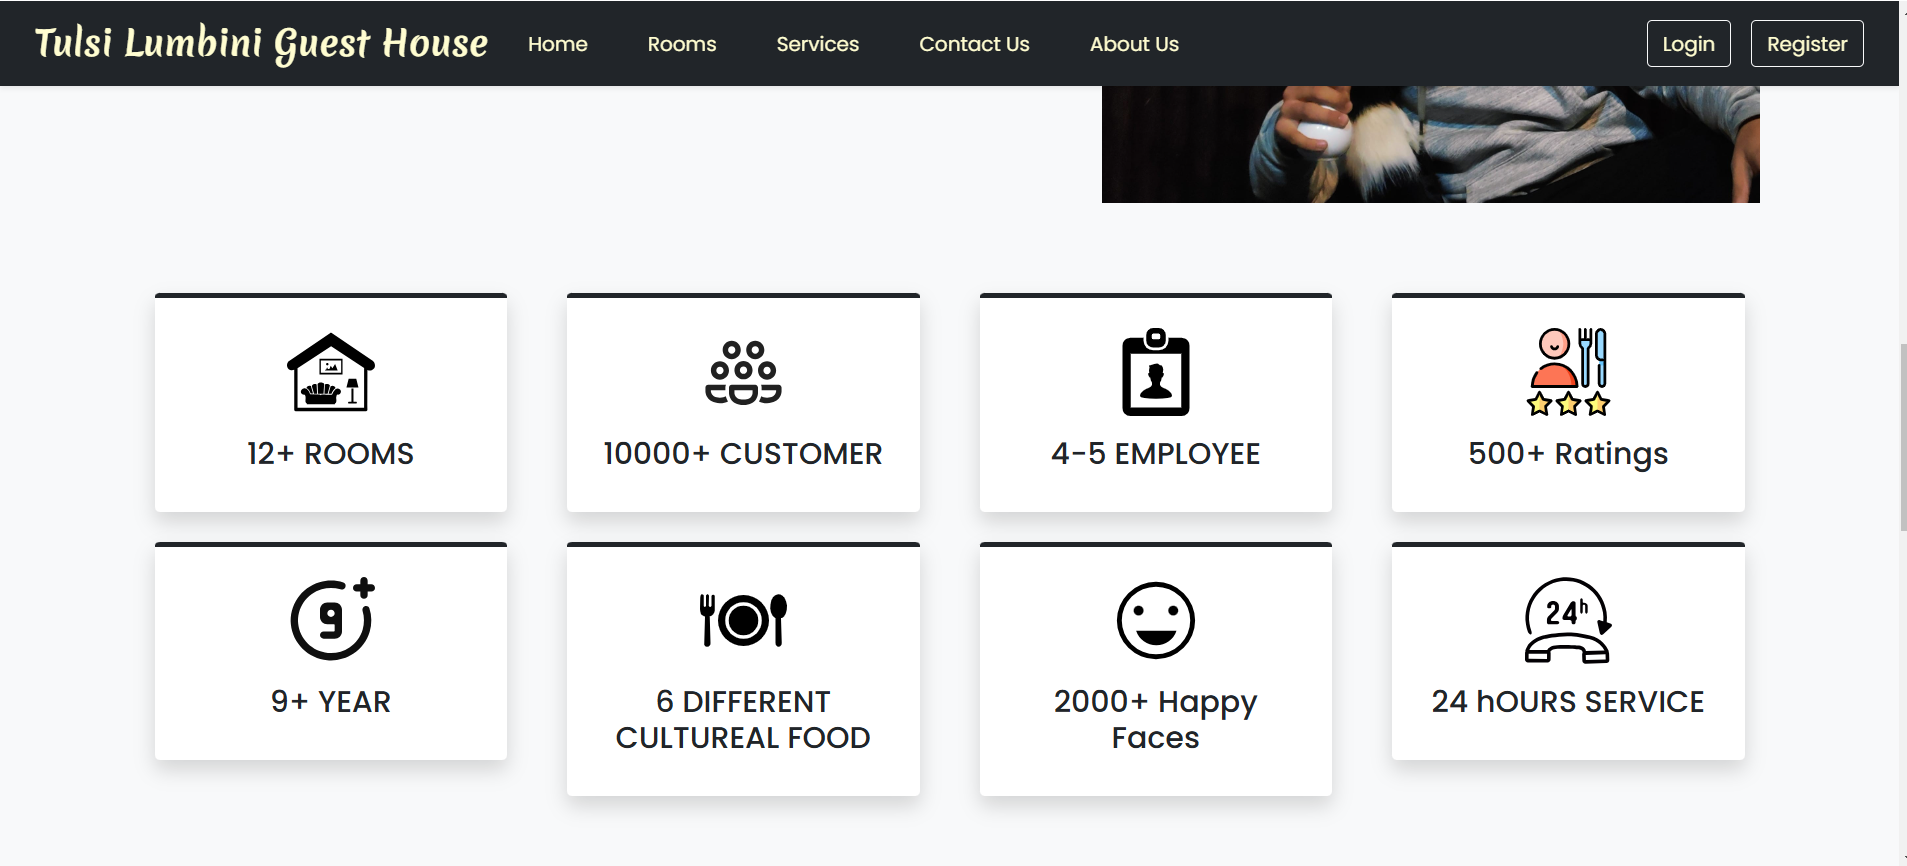 Tulsi Lumbini Guest House Home Rooms Services Contact Us About Us Login Register
12+ ROOMS
10000+ CUSTOMER
4-5 EMPLOYEE
500+ Ratings
9
9+ YEAR
6 DIFFERENT
CULTUREAL FOOD
2000+ Happy
Faces
24h
24 hOURS SERVICE